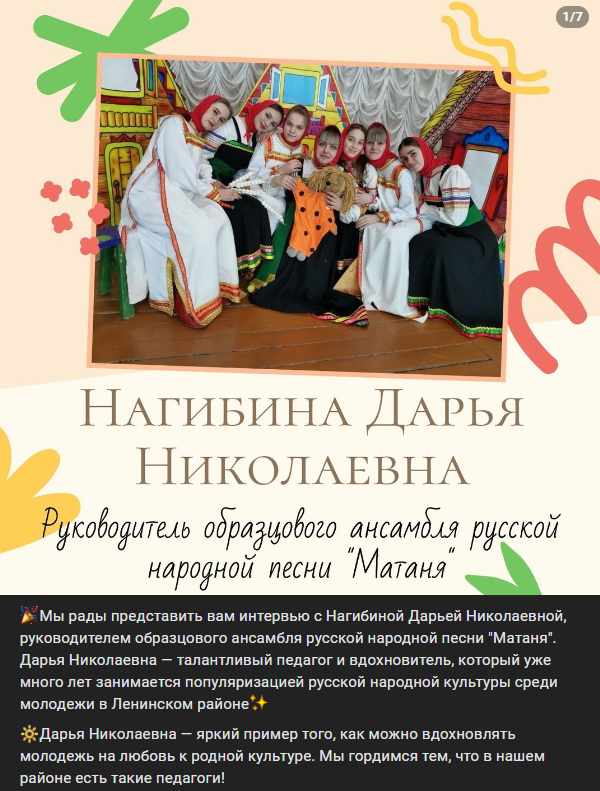 1/7
НАГИБИНА ДАРЬЯ
НИКОЛАЕВНА
Руководитель образцового ансамбля русской
народной песни "Матаня"
🎉Мы рады представить вам интервью с Нагибиной Дарьей Николаевной,
руководителем образцового ансамбля русской народной песни "Матаня".
Дарья Николаевна — талантливый педагог и вдохновитель, который уже
много лет занимается популяризацией русской народной культуры среди
молодежи в Ленинском районе✨
🔆Дарья Николаевна — яркий пример того, как можно вдохновлять
молодежь на любовь к родной культуре. Мы гордимся тем, что в нашем
районе есть такие педагоги!